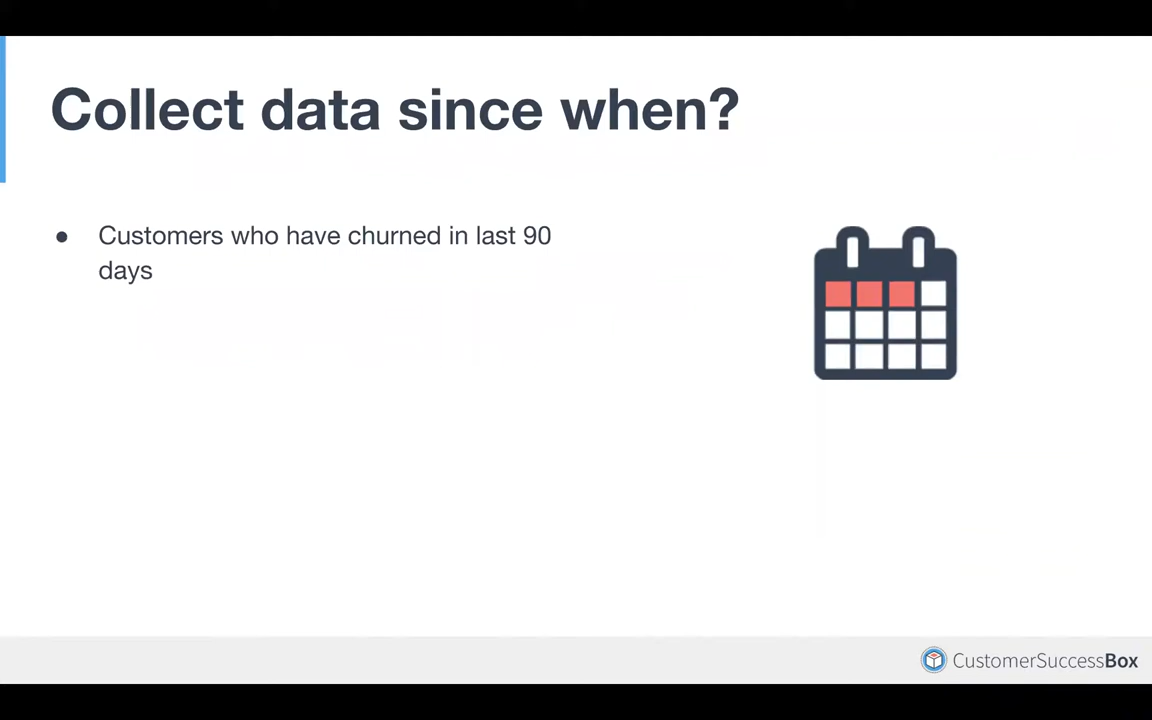 Collect data since when?
● Customers who have churned in last 90
days
CustomerSuccessBox